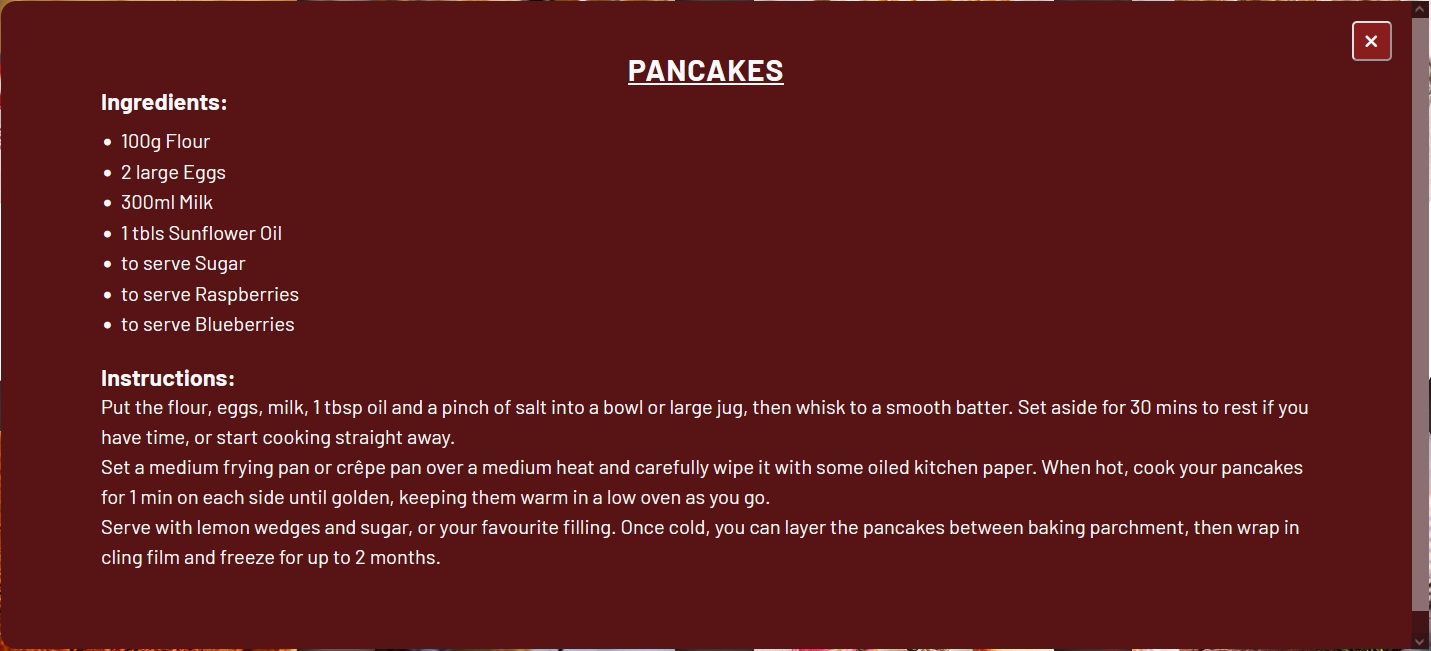 PANCAKES
Ingredients:
• 100g Flour
• 2 large Eggs
• 300ml Milk
• 1 tbls Sunflower Oil
• to serve Sugar
• to serve Raspberries
• to serve Blueberries
Instructions:
Put the flour, eggs, milk, 1 tbsp oil and a pinch of salt into a bowl or large jug, then whisk to a smooth batter. Set aside for 30 mins to rest if you
have time, or start cooking straight away.
Set a medium frying pan or crêpe pan over a medium heat and carefully wipe it with some oiled kitchen paper. When hot, cook your pancakes
for 1 min on each side until golden, keeping them warm in a low oven as you go.
Serve with lemon wedges and sugar, or your favourite filling. Once cold, you can layer the pancakes between baking parchment, then wrap in
cling film and freeze for up to 2 months.